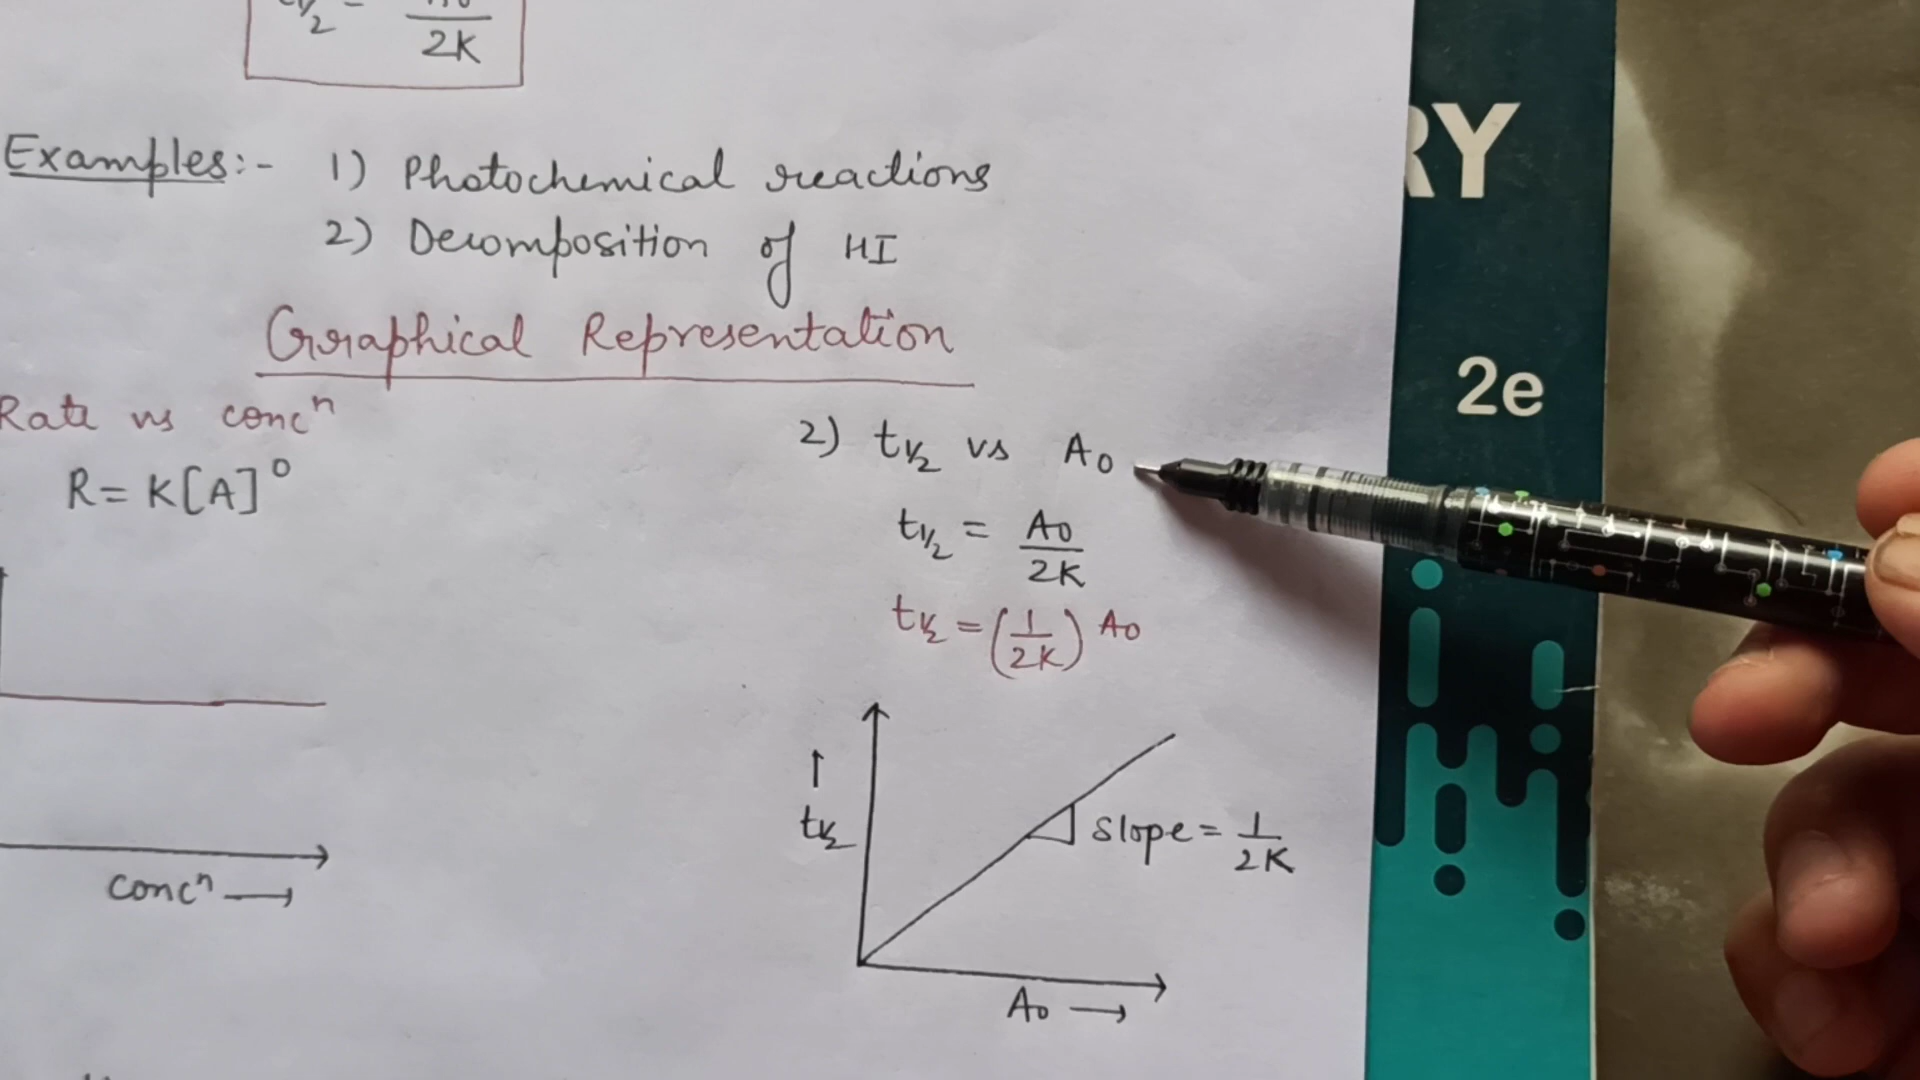 2K
Examples:- 1) Photochemical reactions
2) Decomposition of HI
Graphical Representation
Rate vs concⁿ
R = K[A]⁰
concⁿ →
2) t½ vs A₀
t½ = A₀/2K
t½ = (1/2K) A₀
↑
t½
slope = 1/2K
A₀ →
RY
2e